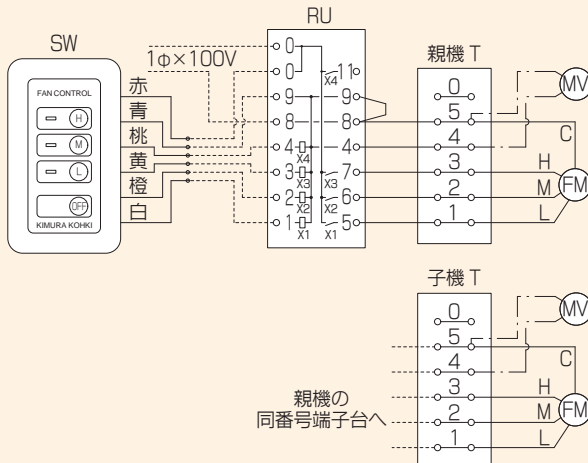 SW
FAN CONTROL
H
M
L
OFF
KIMURA KOHKI
赤
青
桃
黄
橙
白
1φ×100V
RU
0
0 X4 11
9 9
8 8
4 X4 4
3 X3 X3 7
2 X2 X2 6
1 X1 X1 5
親機 T
0
5
4
3
2
1
MV
C
H
M
L
FM
子機 T
0
5
4
3
2
1
MV
C
H
M
L
FM
親機の
同番号端子台へ